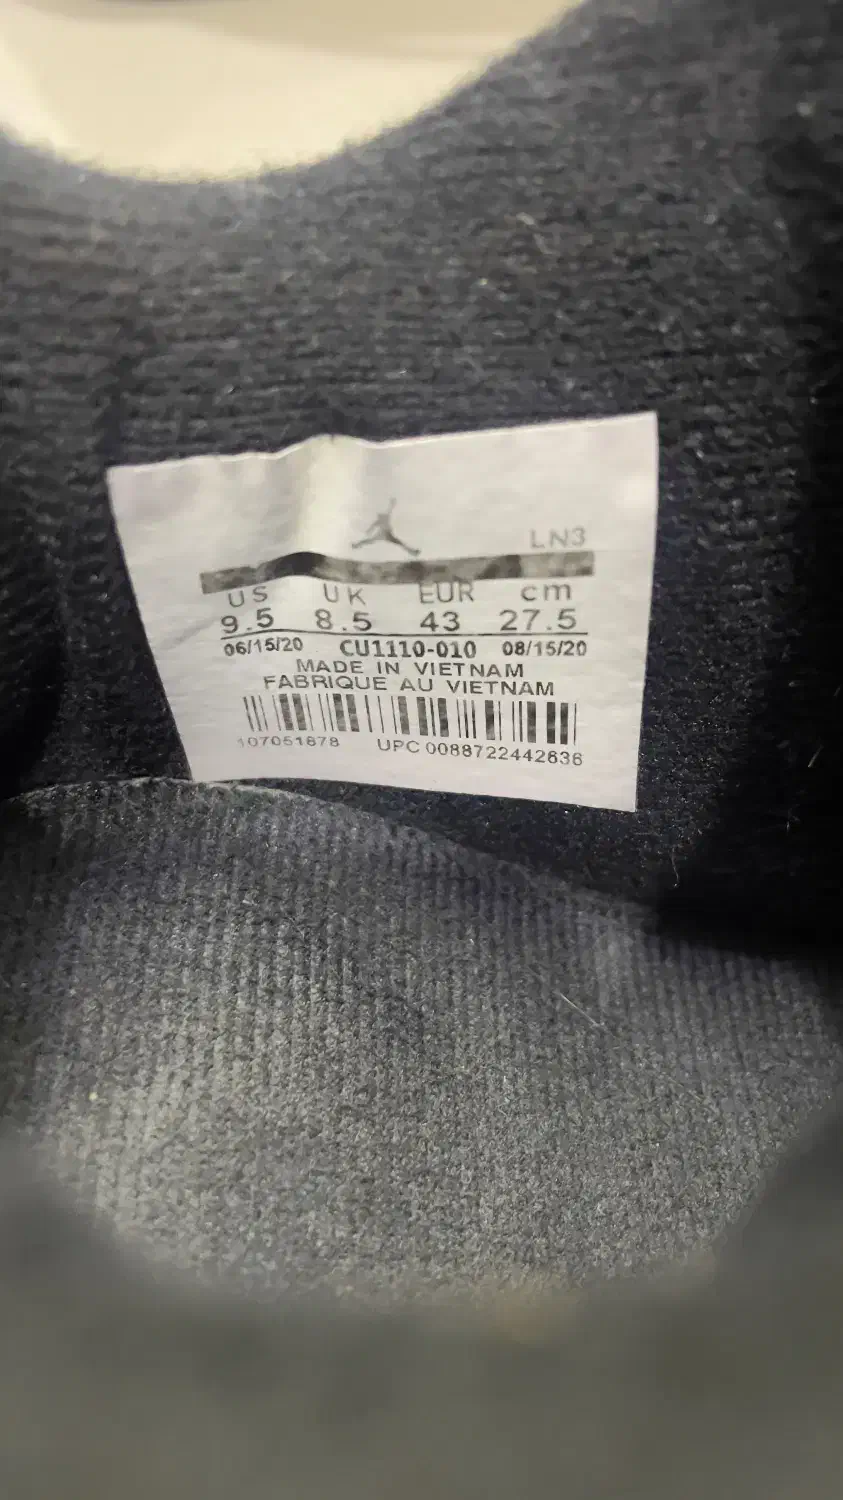 LN3
US UK EUR cm
9.5 8.5 43 27.5
06/15/20 CU1110-010 08/15/20
MADE IN VIETNAM
FABRIQUE AU VIETNAM
107051878 UPC 0088722442636